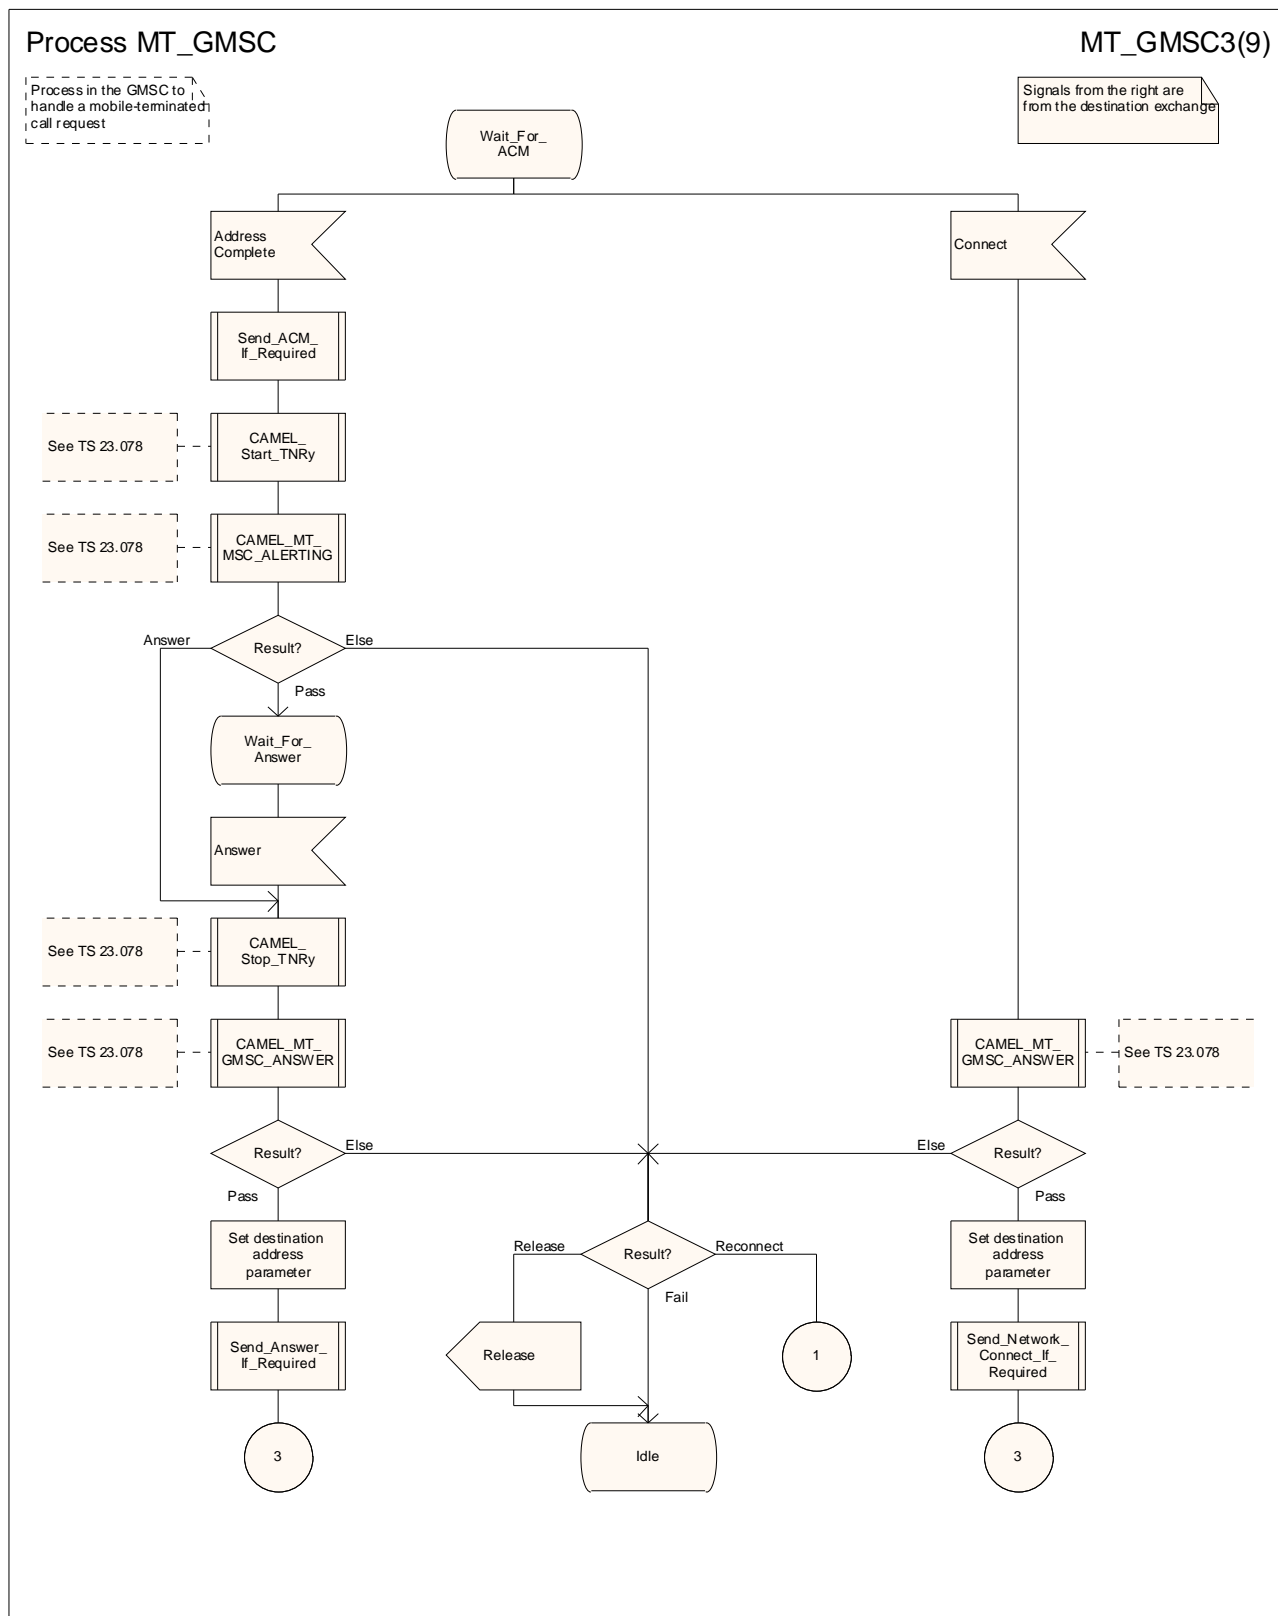 Process MT_GMSC
MT_GMSC3(9)
Process in the GMSC to
handle a mobile-terminated
call request
Signals from the right are
from the destination exchange
Wait_For_
ACM
Address
Complete
Connect
Send_ACM_
If_Required
See TS 23.078
CAMEL_
Start_TNRy
See TS 23.078
CAMEL_MT_
MSC_ALERTING
Answer
Result?
Else
Pass
Wait_For_
Answer
Answer
See TS 23.078
CAMEL_
Stop_TNRy
See TS 23.078
CAMEL_MT_
GMSC_ANSWER
CAMEL_MT_
GMSC_ANSWER
See TS 23.078
Result?
Else
Else
Result?
Pass
Pass
Set destination
address
parameter
Release
Result?
Reconnect
Fail
Set destination
address
parameter
Send_Answer_
If_Required
Release
1
Send_Network_
Connect_If_
Required
3
Idle
3